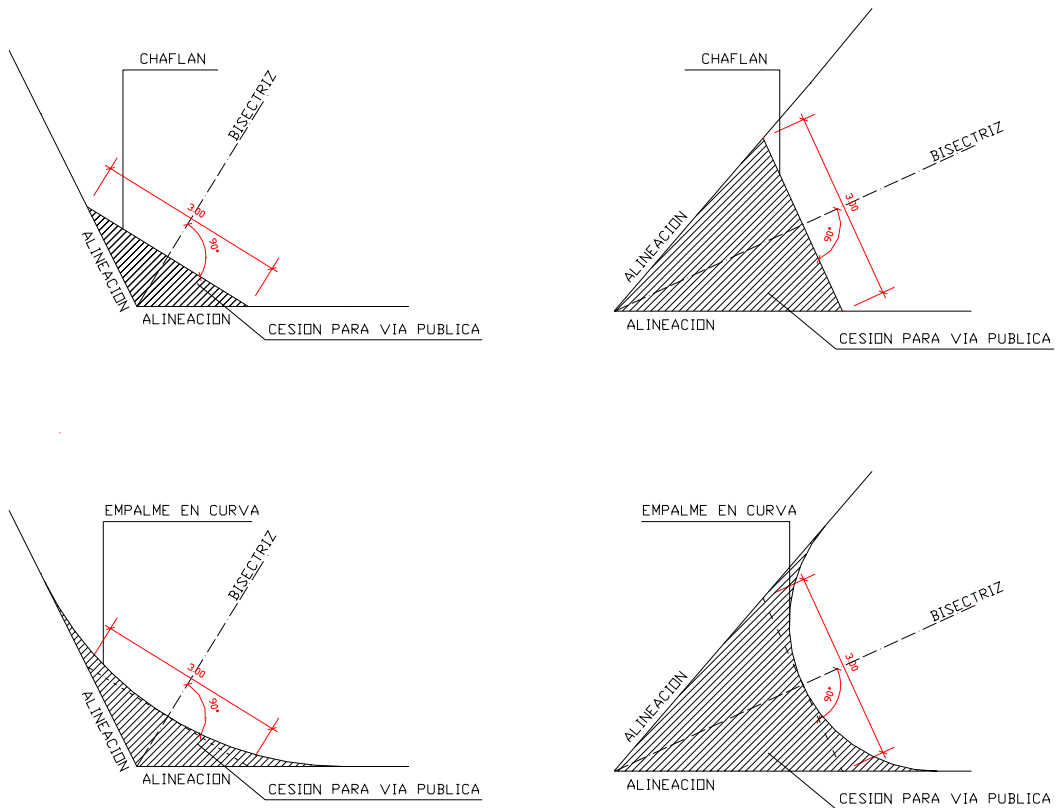 CHAFLAN
BISECTRIZ
3.00
90°
ALINEACION
ALINEACION
CESION PARA VIA PUBLICA
CHAFLAN
BISECTRIZ
3.00
90°
ALINEACION
ALINEACION
CESION PARA VIA PUBLICA
EMPALME EN CURVA
BISECTRIZ
3.00
90°
ALINEACION
ALINEACION
CESION PARA VIA PUBLICA
EMPALME EN CURVA
BISECTRIZ
3.00
90°
ALINEACION
ALINEACION
CESION PARA VIA PUBLICA